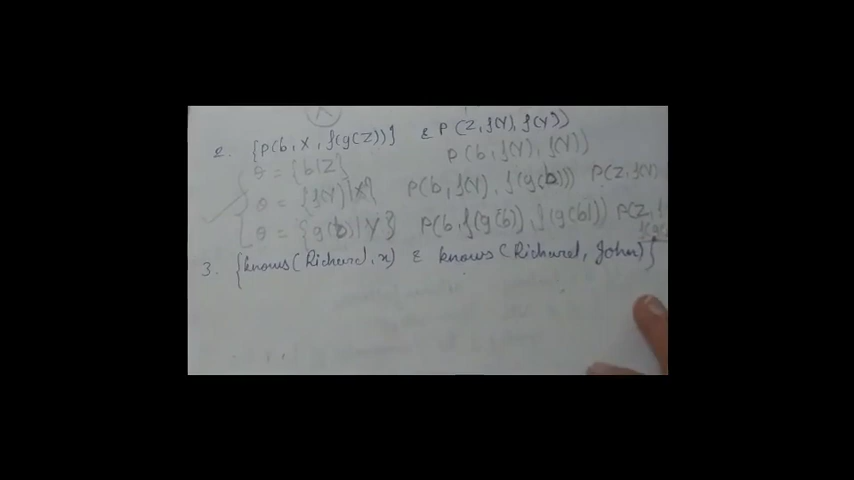 2. {P(b, X, f(g(Z))} & P(Z, f(Y), f(Y))
P(b, f(Y), f(Y))
θ = {b|Z}
θ = {f(Y)|X} P(b, f(Y), f(g(b))) P(Z, f(Y)
θ = {g(b)|Y} P(b, f(g(b)), f(g(b)) P(Z, f
3. {knows(Richard, x) & knows(Richard, John)}